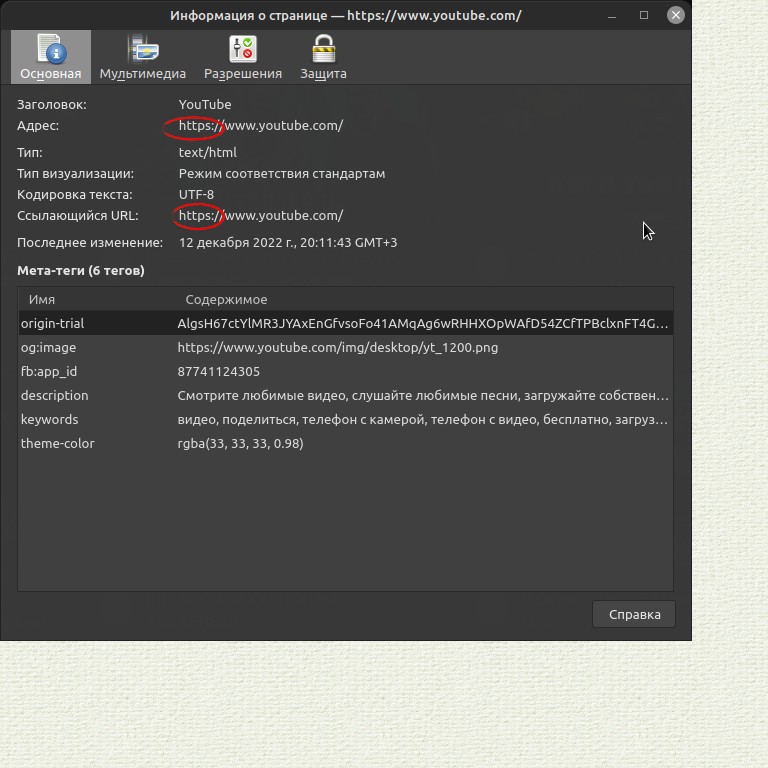 Информация о странице — https://www.youtube.com/
Основная Мультимедиа Разрешения Защита
Заголовок: YouTube
Адрес: https://www.youtube.com/
Тип: text/html
Тип визуализации: Режим соответствия стандартам
Кодировка текста: UTF-8
Ссылающийся URL: https://www.youtube.com/
Последнее изменение: 12 декабря 2022 г., 20:11:43 GMT+3
Мета-теги (6 тегов)
Имя Содержимое
origin-trial AlgsH67ctYlMR3JYAxEnGfvsoFo41AMqAg6wRHHXOpWAfD54ZCfTPBclxnFT4G…
og:image https://www.youtube.com/img/desktop/yt_1200.png
fb:app_id 87741124305
description Смотрите любимые видео, слушайте любимые песни, загружайте собствен…
keywords видео, поделиться, телефон с камерой, телефон с видео, бесплатно, загруз…
theme-color rgba(33, 33, 33, 0.98)
Справка